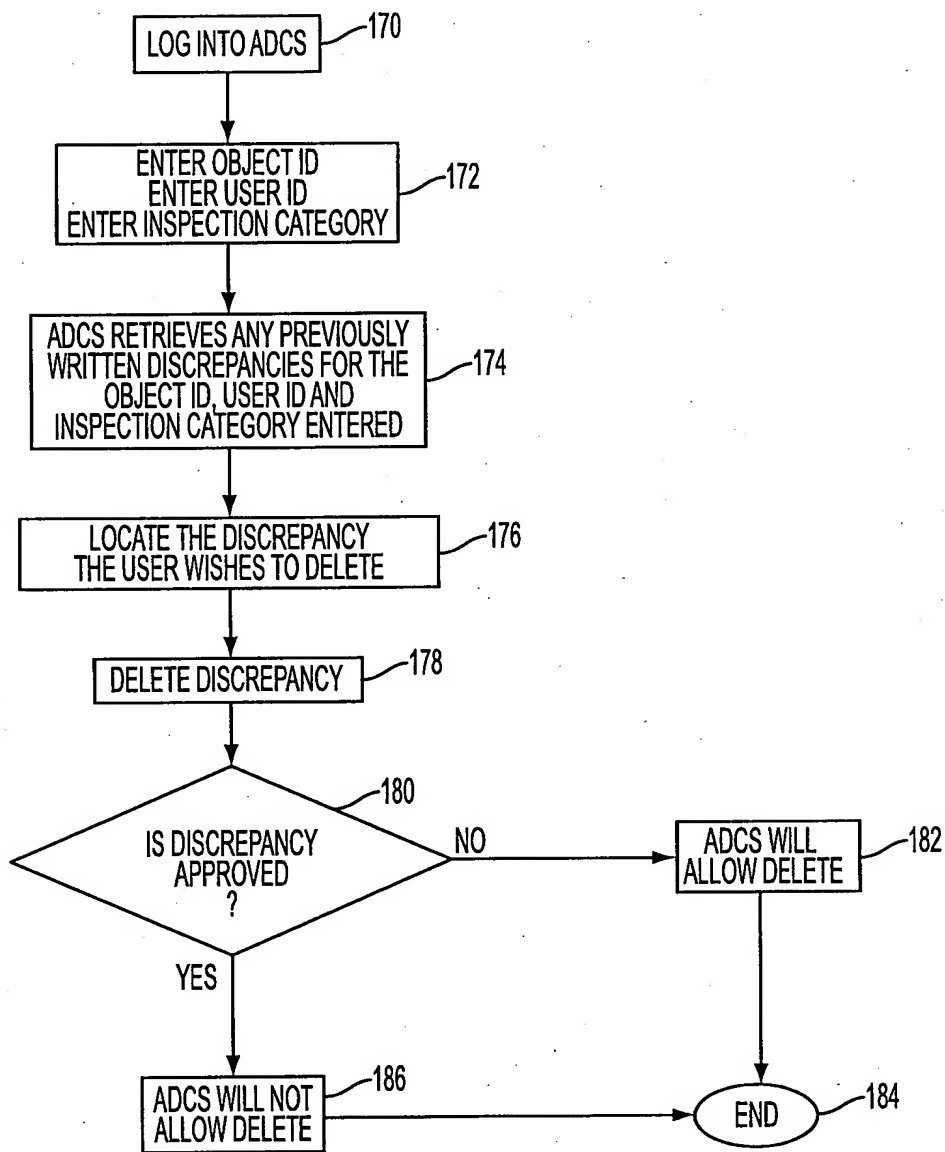 LOG INTO ADCS
170
ENTER OBJECT ID
ENTER USER ID
ENTER INSPECTION CATEGORY
172
ADCS RETRIEVES ANY PREVIOUSLY
WRITTEN DISCREPANCIES FOR THE
OBJECT ID, USER ID AND
INSPECTION CATEGORY ENTERED
174
LOCATE THE DISCREPANCY
THE USER WISHES TO DELETE
176
DELETE DISCREPANCY
178
180
IS DISCREPANCY
APPROVED
?
NO
ADCS WILL
ALLOW DELETE
182
YES
ADCS WILL NOT
ALLOW DELETE
186
END
184